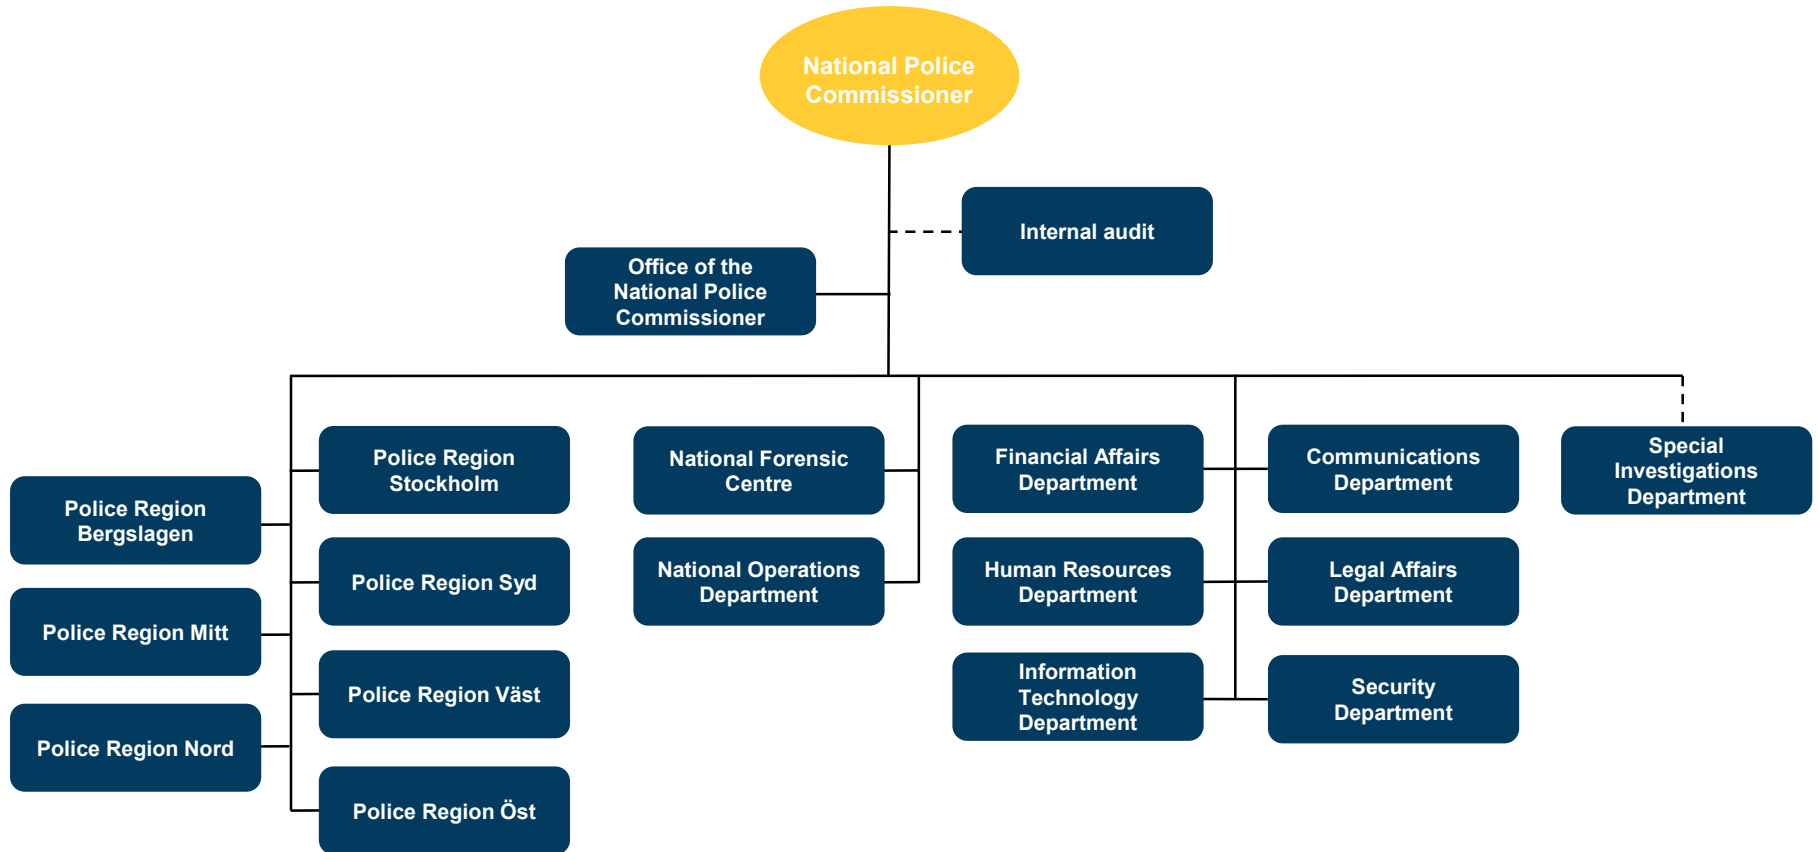 National Police
Commissioner
Internal audit
Office of the
National Police
Commissioner
Police Region
Bergslagen
Police Region Mitt
Police Region Nord
Police Region
Stockholm
Police Region Syd
Police Region Väst
Police Region Öst
National Forensic
Centre
National Operations
Department
Financial Affairs
Department
Human Resources
Department
Information
Technology
Department
Communications
Department
Legal Affairs
Department
Security
Department
Special
Investigations
Department